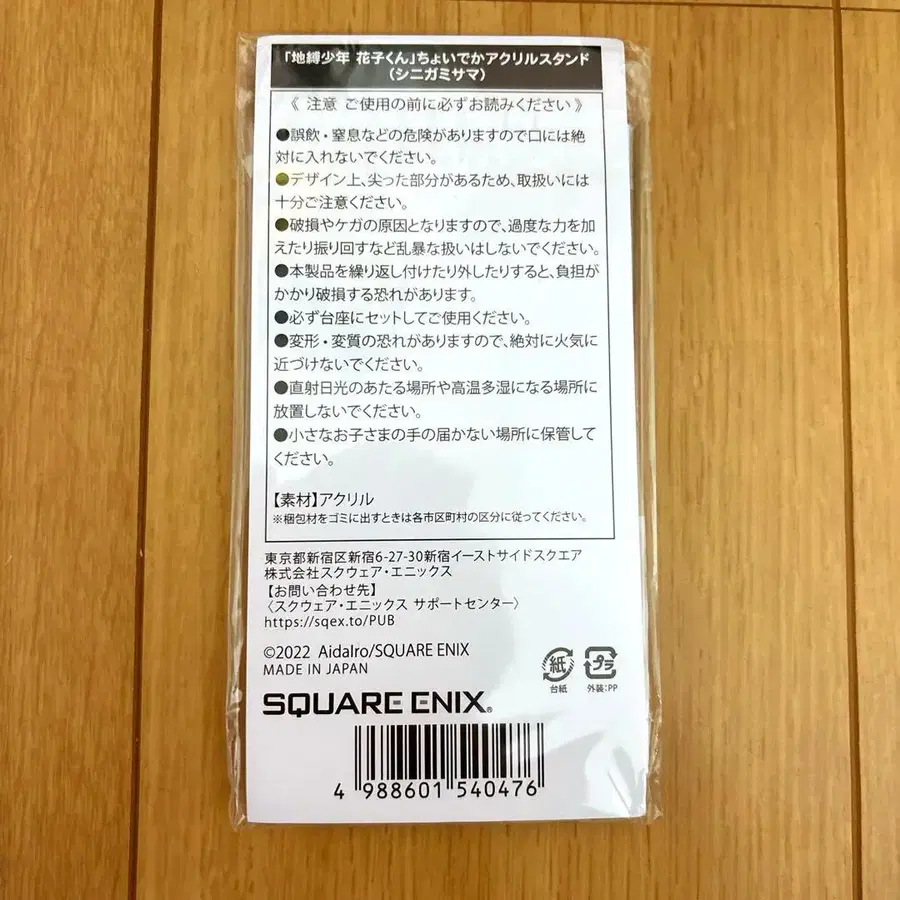 「地縛少年 花子くん」ちょいでかアクリルスタンド
(シニガミサマ)
《 注意 ご使用の前に必ずお読みください 》
●誤飲・窒息などの危険がありますので口には絶
対に入れないでください。
●デザイン上、尖った部分があるため、取扱いには
十分ご注意ください。
●破損やケガの原因となりますので、過度な力を加
えたり振り回すなど乱暴な扱いはしないでください。
●本製品を繰り返し付けたり外したりすると、負担が
かかり破損する恐れがあります。
●必ず台座にセットしてご使用ください。
●変形・変質の恐れがありますので、絶対に火気に
近づけないでください。
●直射日光のあたる場所や高温多湿になる場所に
放置しないでください。
●小さなお子さまの手の届かない場所に保管して
ください。
【素材】アクリル
※梱包材をゴミに出すときは各市区町村の区分に従ってください。
東京都新宿区新宿6-27-30新宿イーストサイドスクエア
株式会社スクウェア・エニックス
【お問い合わせ先】
〈スクウェア・エニックス サポートセンター〉
https://sqex.to/PUB
©2022 AidaIro/SQUARE ENIX
MADE IN JAPAN
紙 プラ
台紙 外装:PP
SQUARE ENIX®
4 988601 540476